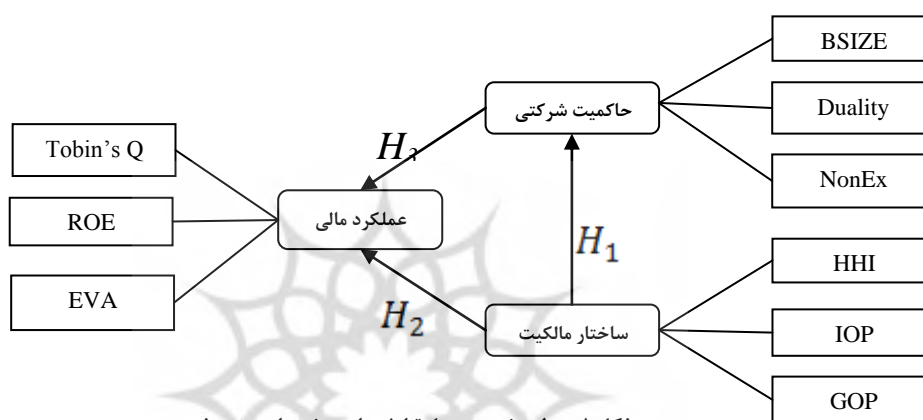 BSIZE
حاکمیت شرکتی
Duality
Tobin's Q
H₃
NonEx
ROE
عملکرد مالی
H₁
HHI
EVA
H₂
ساختار مالکیت
IOP
GOP